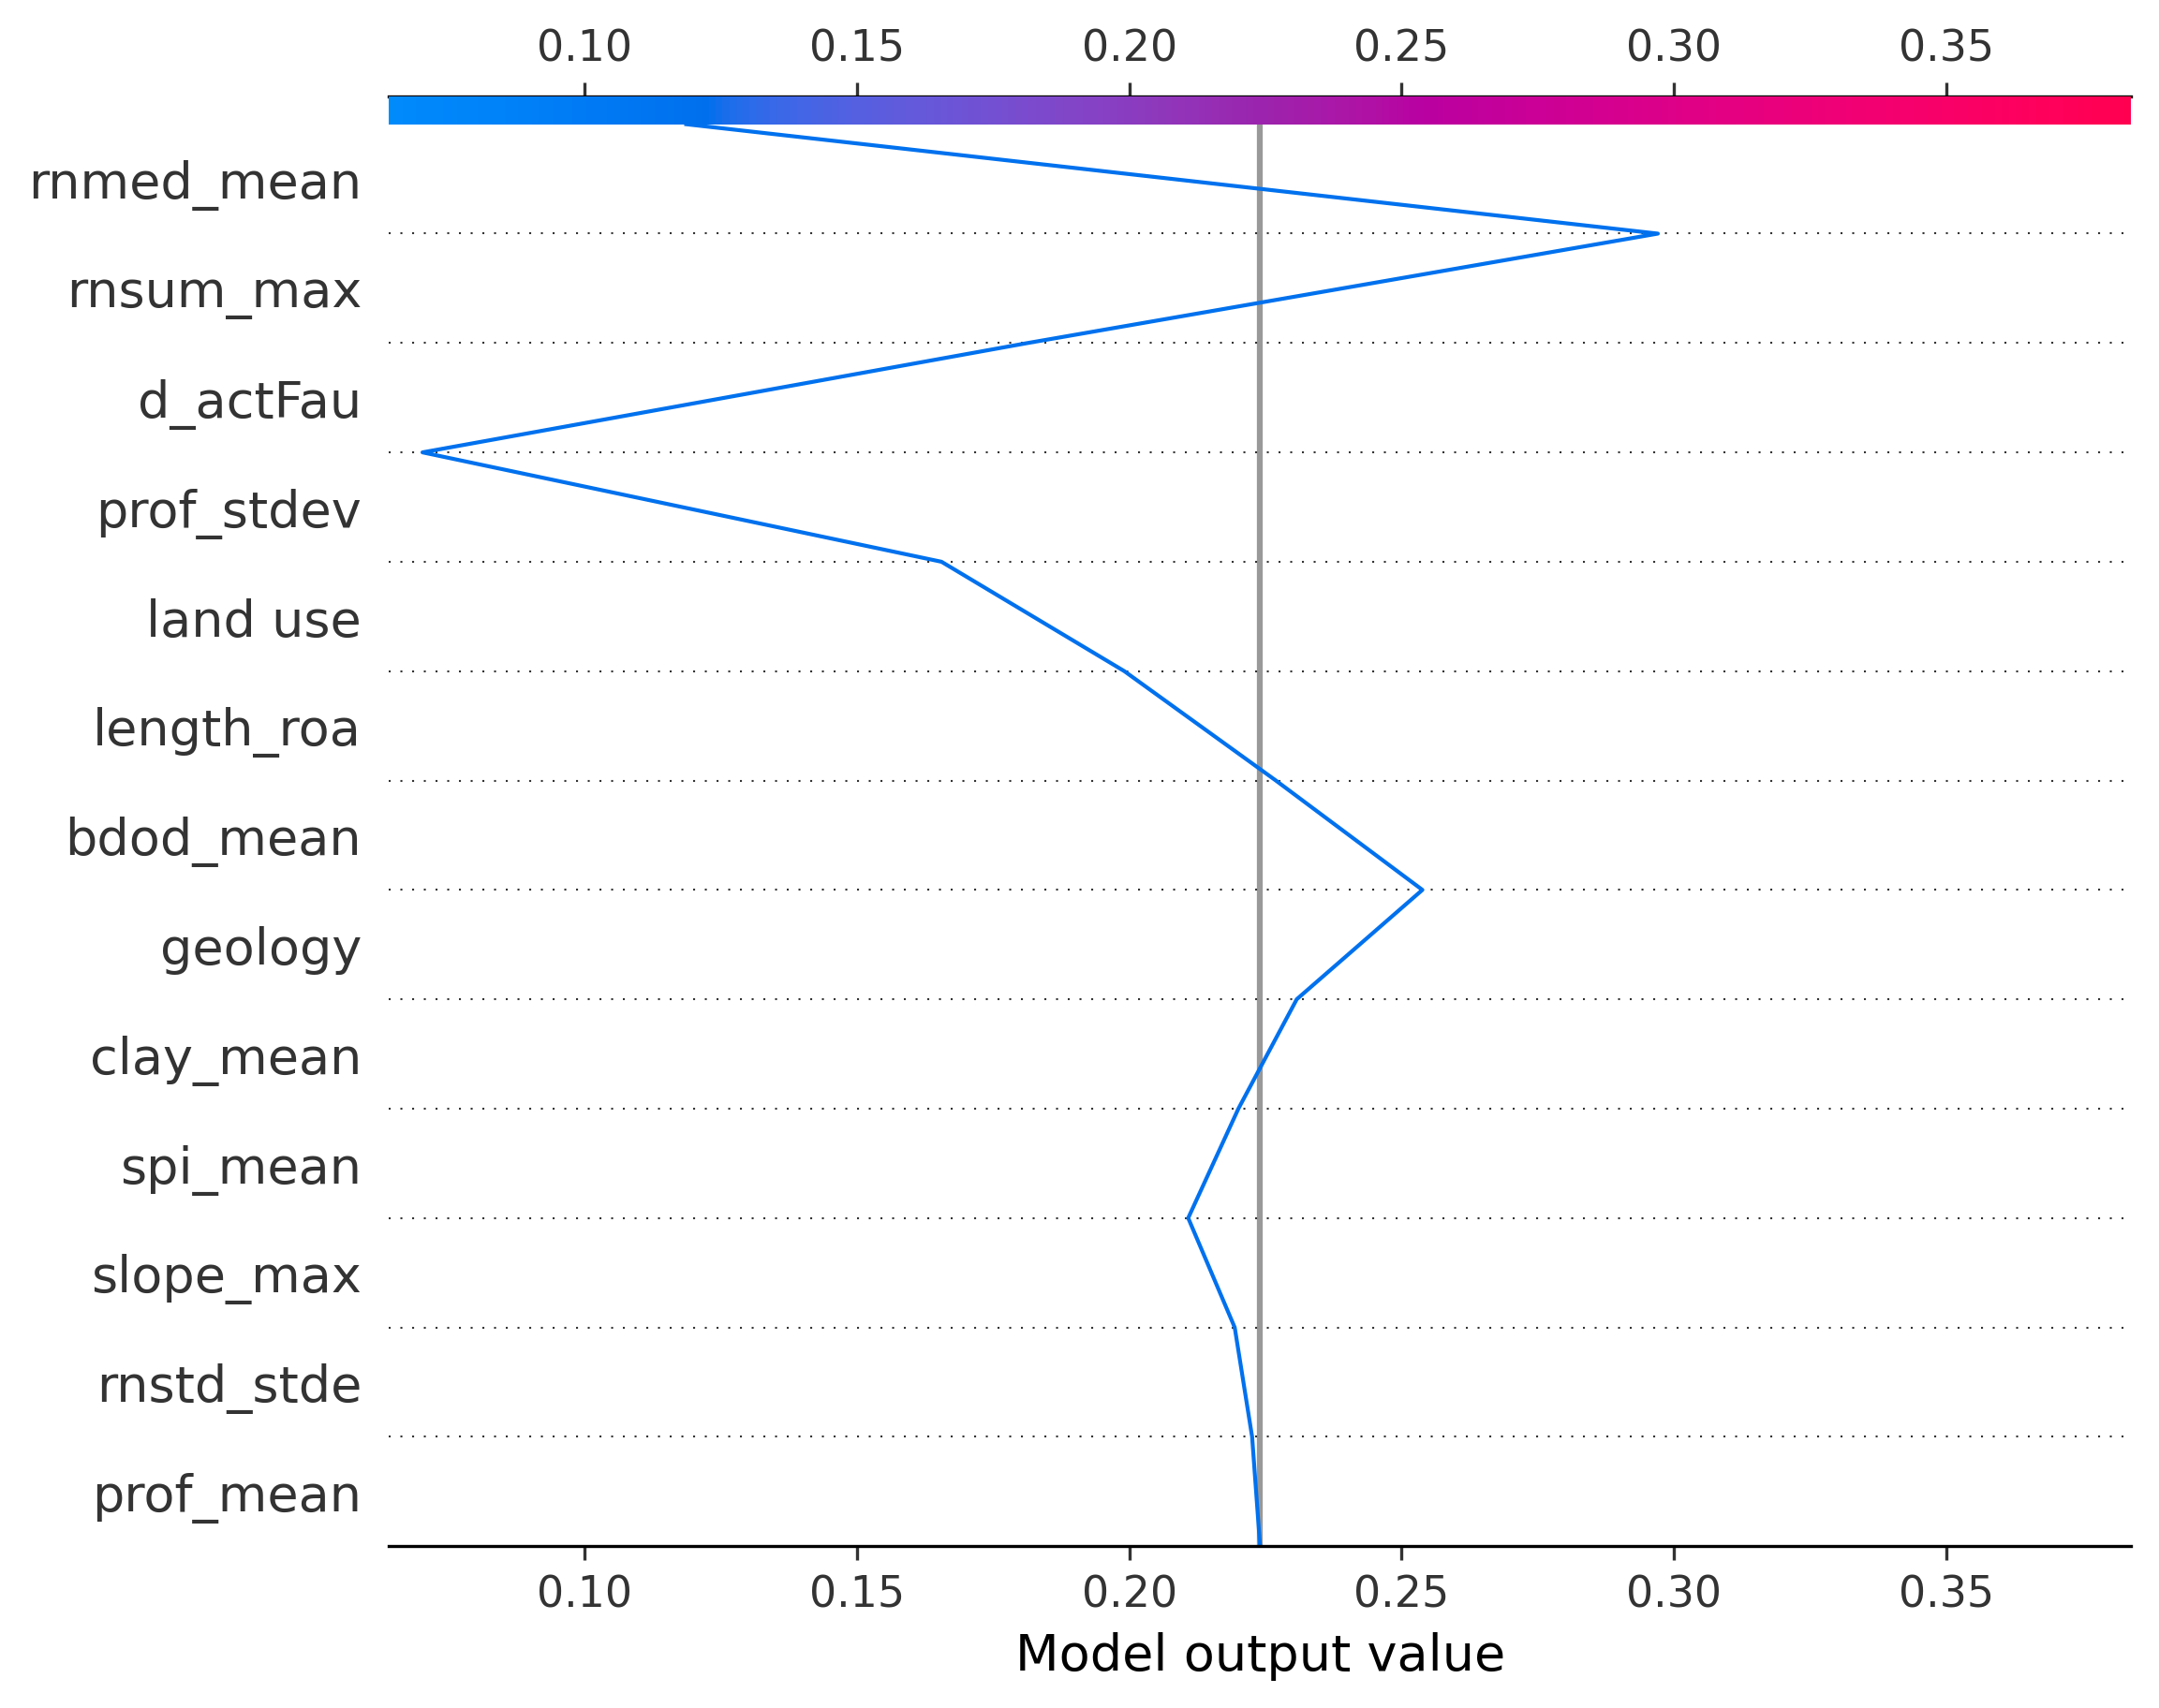 0.10 0.15 0.20 0.25 0.30 0.35
rnmed_mean
rnsum_max
d_actFau
prof_stdev
land use
length_roa
bdod_mean
geology
clay_mean
spi_mean
slope_max
rnstd_stde
prof_mean
0.10 0.15 0.20 0.25 0.30 0.35
Model output value